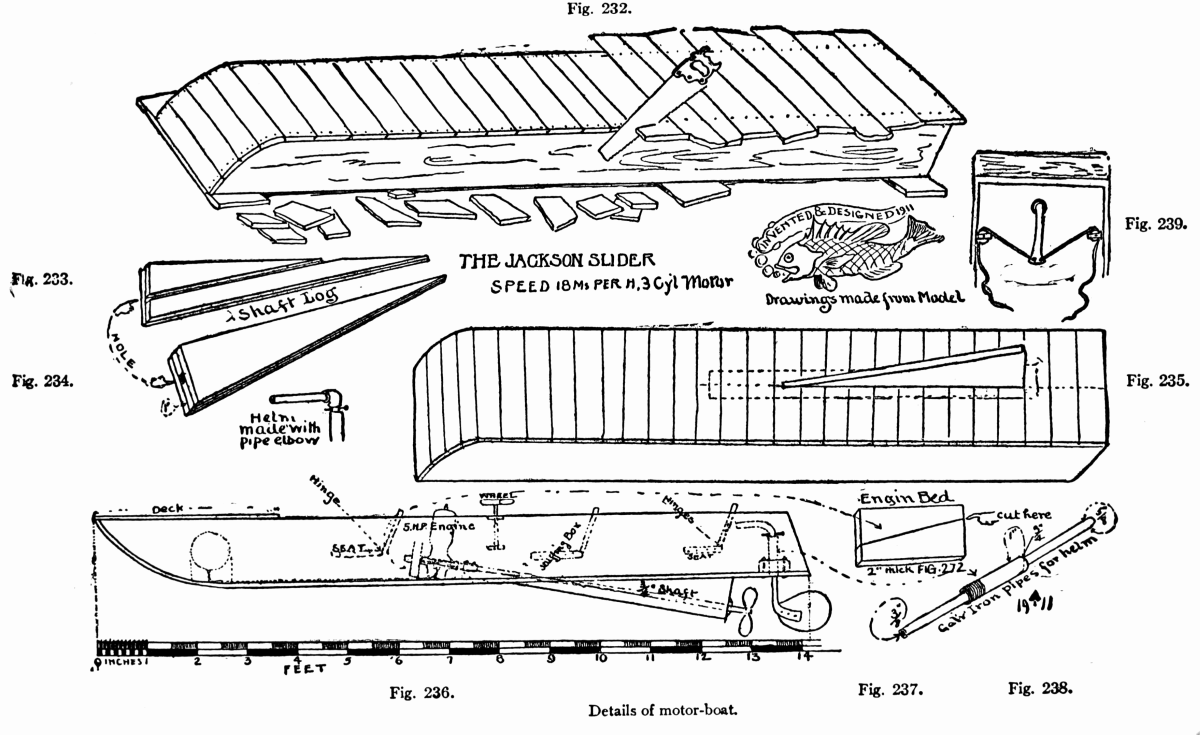 Fig. 232.
INVENTED & DESIGNED 1911
Fig. 239.
Fig. 233.
THE JACKSON SLIDER
SPEED 18 Ms PER H, 3 Cyl Motor
Drawings made from Model
Shaft Log
HOLE
Fig. 234.
1"
Helm
made with
pipe elbow
Fig. 235.
Hinge
Deck
WHEEL
5.H.P. Engine
SEAT
Hinges
SEAT
Engin Bed
cut here
2" thick FIG. 272
Galv Iron Pipes for helm
1911
3/4" Shaft
0 INCHES 1 2 3 4 5 6 7 8 9 10 11 12 13 14
FEET
Fig. 236.
Fig. 237.
Fig. 238.
Details of motor-boat.